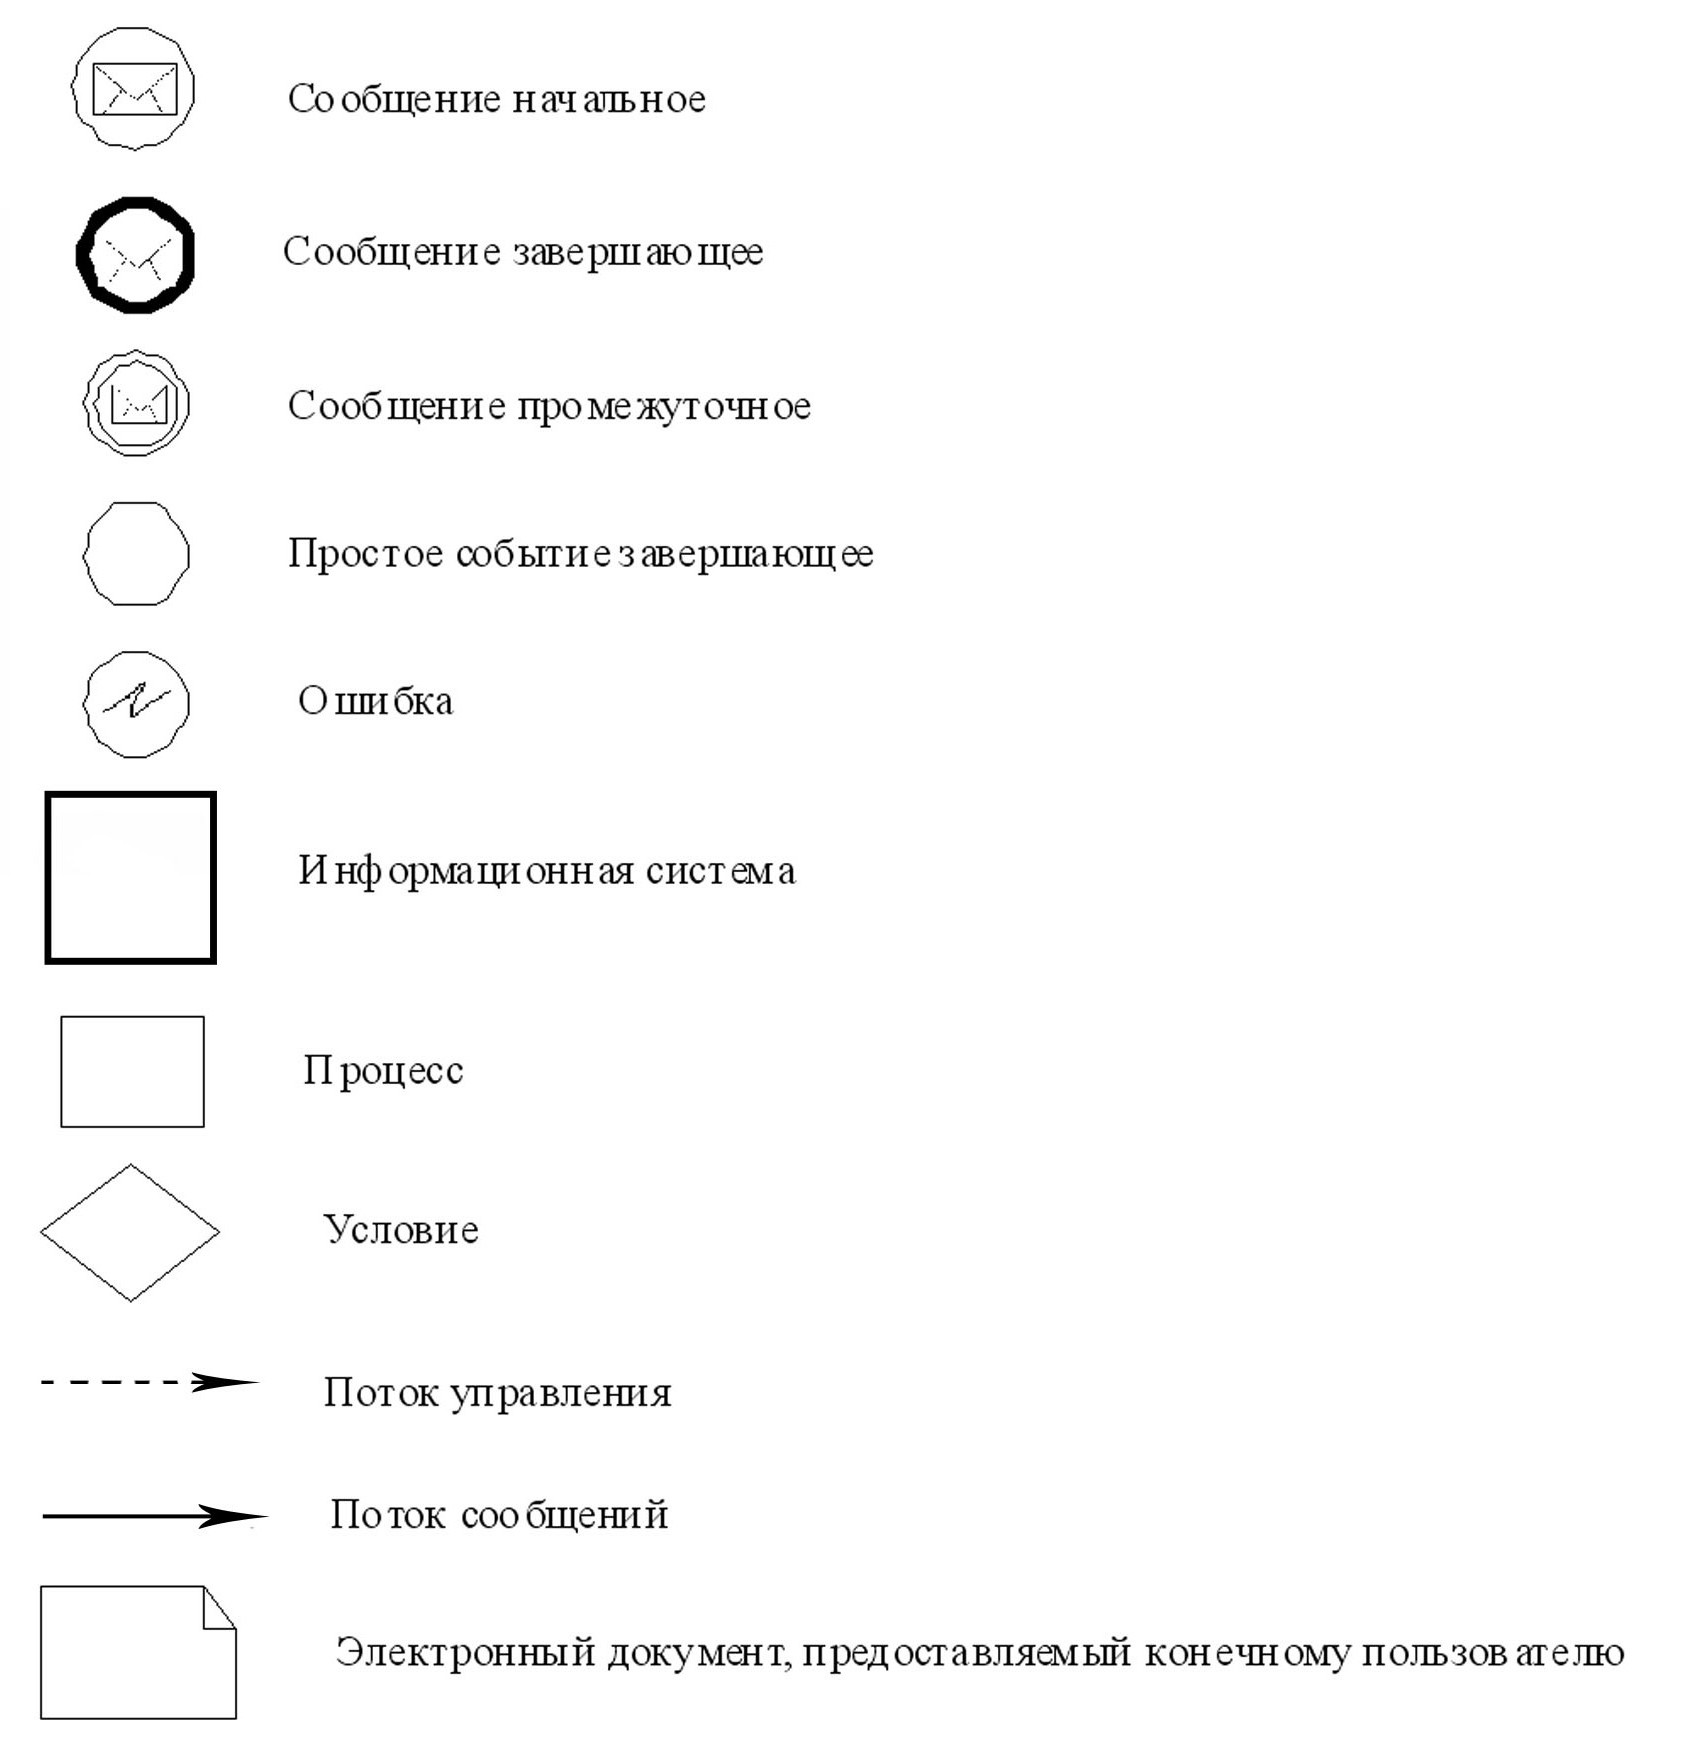 Сообщение начальное
Сообщение завершающее
Сообщение промежуточное
Простое событие завершающее
Ошибка
Информационная система
Процесс
Условие
Поток управления
Поток сообщений
Электронный документ, предоставляемый конечному пользователю